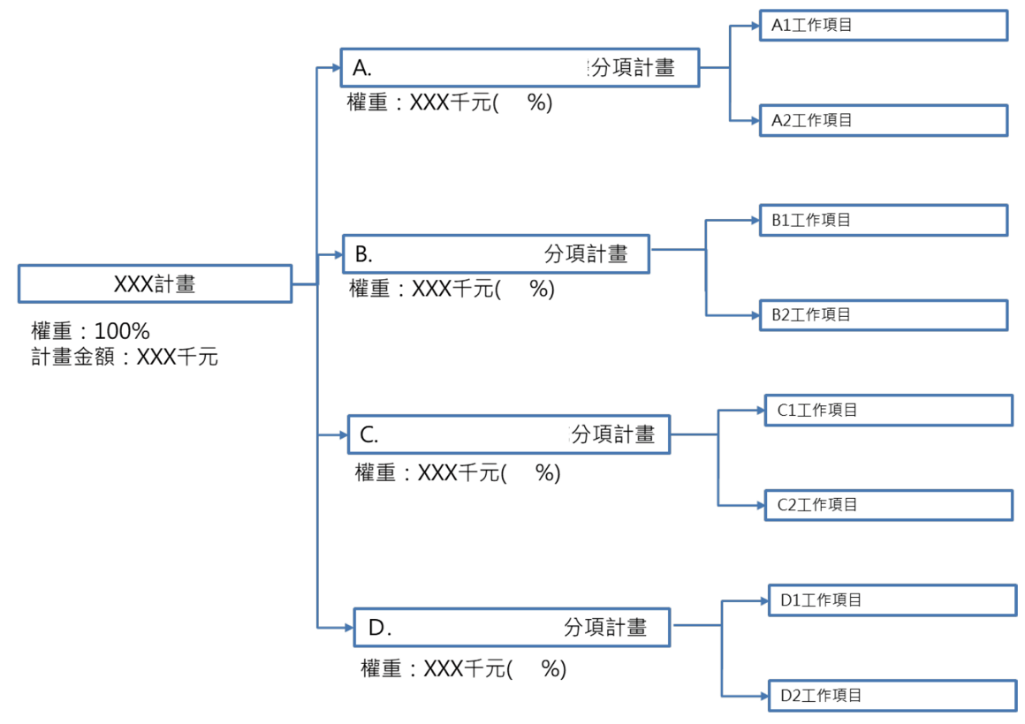 XXX計畫
權重：100%
計畫金額：XXX千元
A. 分項計畫
權重：XXX千元( %)
A1工作項目
A2工作項目
B. 分項計畫
權重：XXX千元( %)
B1工作項目
B2工作項目
C. 分項計畫
權重：XXX千元( %)
C1工作項目
C2工作項目
D. 分項計畫
權重：XXX千元( %)
D1工作項目
D2工作項目